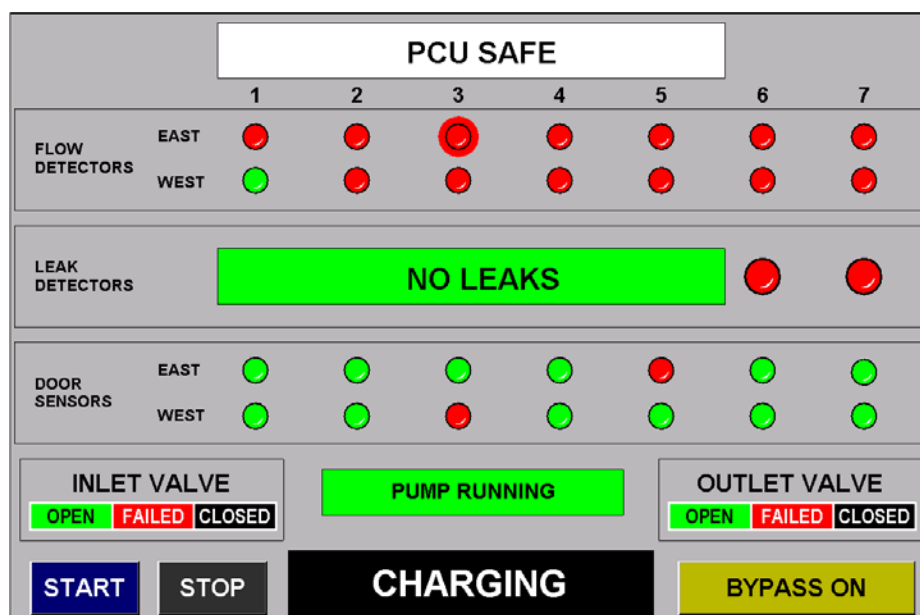 PCU SAFE
1 2 3 4 5 6 7
FLOW
DETECTORS
EAST
WEST
LEAK
DETECTORS
NO LEAKS
DOOR
SENSORS
EAST
WEST
INLET VALVE
OPEN FAILED CLOSED
PUMP RUNNING
OUTLET VALVE
OPEN FAILED CLOSED
START
STOP
CHARGING
BYPASS ON